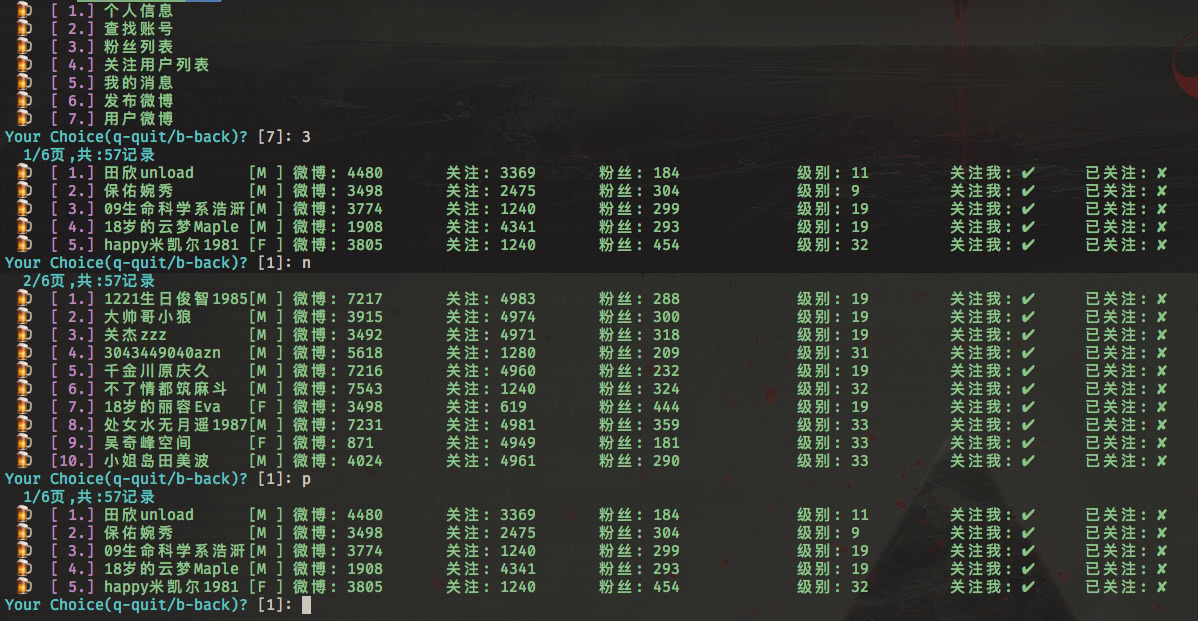 [ 1.] 个人信息
[ 2.] 查找账号
[ 3.] 粉丝列表
[ 4.] 关注用户列表
[ 5.] 我的消息
[ 6.] 发布微博
[ 7.] 用户微博
Your Choice(q-quit/b-back)? [7]: 3
1/6页,共:57记录
[ 1.] 田欣unload [M ] 微博: 4480 关注: 3369 粉丝: 184 级别: 11 关注我: ✔ 已关注: ✘
[ 2.] 保佑婉秀 [M ] 微博: 3498 关注: 2475 粉丝: 304 级别: 9 关注我: ✔ 已关注: ✘
[ 3.] 09生命科学系浩湃[M ] 微博: 3774 关注: 1240 粉丝: 299 级别: 19 关注我: ✔ 已关注: ✘
[ 4.] 18岁的云梦Maple [M ] 微博: 1908 关注: 4341 粉丝: 293 级别: 19 关注我: ✔ 已关注: ✘
[ 5.] happy米凯尔1981 [F ] 微博: 3805 关注: 1240 粉丝: 454 级别: 32 关注我: ✔ 已关注: ✘
Your Choice(q-quit/b-back)? [1]: n
2/6页,共:57记录
[ 1.] 1221生日俊智1985[M ] 微博: 7217 关注: 4983 粉丝: 288 级别: 19 关注我: ✔ 已关注: ✘
[ 2.] 大帅哥小狼 [M ] 微博: 3915 关注: 4974 粉丝: 300 级别: 19 关注我: ✔ 已关注: ✘
[ 3.] 关杰zzz [M ] 微博: 3492 关注: 4971 粉丝: 318 级别: 19 关注我: ✔ 已关注: ✘
[ 4.] 3043449040azn [M ] 微博: 5618 关注: 1280 粉丝: 209 级别: 31 关注我: ✔ 已关注: ✘
[ 5.] 千金川原庆久 [M ] 微博: 7216 关注: 4960 粉丝: 232 级别: 19 关注我: ✔ 已关注: ✘
[ 6.] 不了情都筑麻斗 [M ] 微博: 7543 关注: 1240 粉丝: 324 级别: 32 关注我: ✔ 已关注: ✘
[ 7.] 18岁的丽容Eva [F ] 微博: 3498 关注: 619 粉丝: 444 级别: 19 关注我: ✔ 已关注: ✘
[ 8.] 处女水无月遥1987[M ] 微博: 7231 关注: 4981 粉丝: 359 级别: 33 关注我: ✔ 已关注: ✘
[ 9.] 吴奇峰空间 [F ] 微博: 871 关注: 4949 粉丝: 181 级别: 33 关注我: ✔ 已关注: ✘
[10.] 小姐岛田美波 [M ] 微博: 4024 关注: 4961 粉丝: 290 级别: 33 关注我: ✔ 已关注: ✘
Your Choice(q-quit/b-back)? [1]: p
1/6页,共:57记录
[ 1.] 田欣unload [M ] 微博: 4480 关注: 3369 粉丝: 184 级别: 11 关注我: ✔ 已关注: ✘
[ 2.] 保佑婉秀 [M ] 微博: 3498 关注: 2475 粉丝: 304 级别: 9 关注我: ✔ 已关注: ✘
[ 3.] 09生命科学系浩湃[M ] 微博: 3774 关注: 1240 粉丝: 299 级别: 19 关注我: ✔ 已关注: ✘
[ 4.] 18岁的云梦Maple [M ] 微博: 1908 关注: 4341 粉丝: 293 级别: 19 关注我: ✔ 已关注: ✘
[ 5.] happy米凯尔1981 [F ] 微博: 3805 关注: 1240 粉丝: 454 级别: 32 关注我: ✔ 已关注: ✘
Your Choice(q-quit/b-back)? [1]: